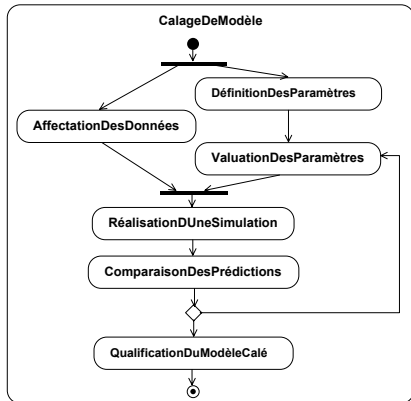 CalageDeModèle
DéfinitionDesParamètres
AffectationDesDonnées
ValuationDesParamètres
RéalisationDUneSimulation
ComparaisonDesPrédictions
QualificationDuModèleCalé